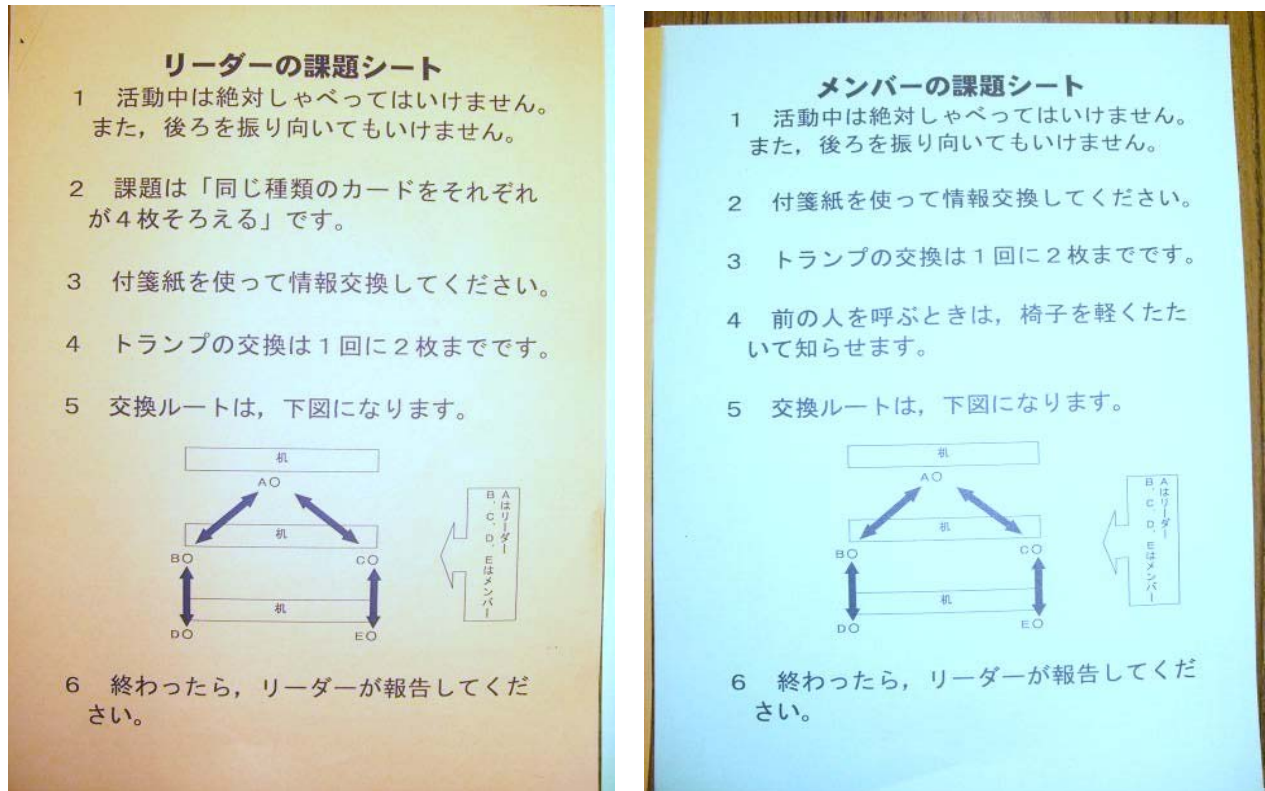 リーダーの課題シート
1　活動中は絶対しゃべってはいけません。
また，後ろを振り向いてもいけません。
2　課題は「同じ種類のカードをそれぞれ
が４枚そろえる」です。
3　付箋紙を使って情報交換してください。
4　トランプの交換は１回に２枚までです。
5　交換ルートは，下図になります。
机
A○
机
B○　C○
机
D○　E○
Aはリーダー
B，C，D，Eはメンバー
6　終わったら，リーダーが報告してくだ
さい。
メンバーの課題シート
1　活動中は絶対しゃべってはいけません。
また，後ろを振り向いてもいけません。
2　付箋紙を使って情報交換してください。
3　トランプの交換は１回に２枚までです。
4　前の人を呼ぶときは，椅子を軽くたた
いて知らせます。
5　交換ルートは，下図になります。
机
A○
机
B○　C○
机
D○　E○
Aはリーダー
B，C，D，Eはメンバー
6　終わったら，リーダーが報告してくだ
さい。